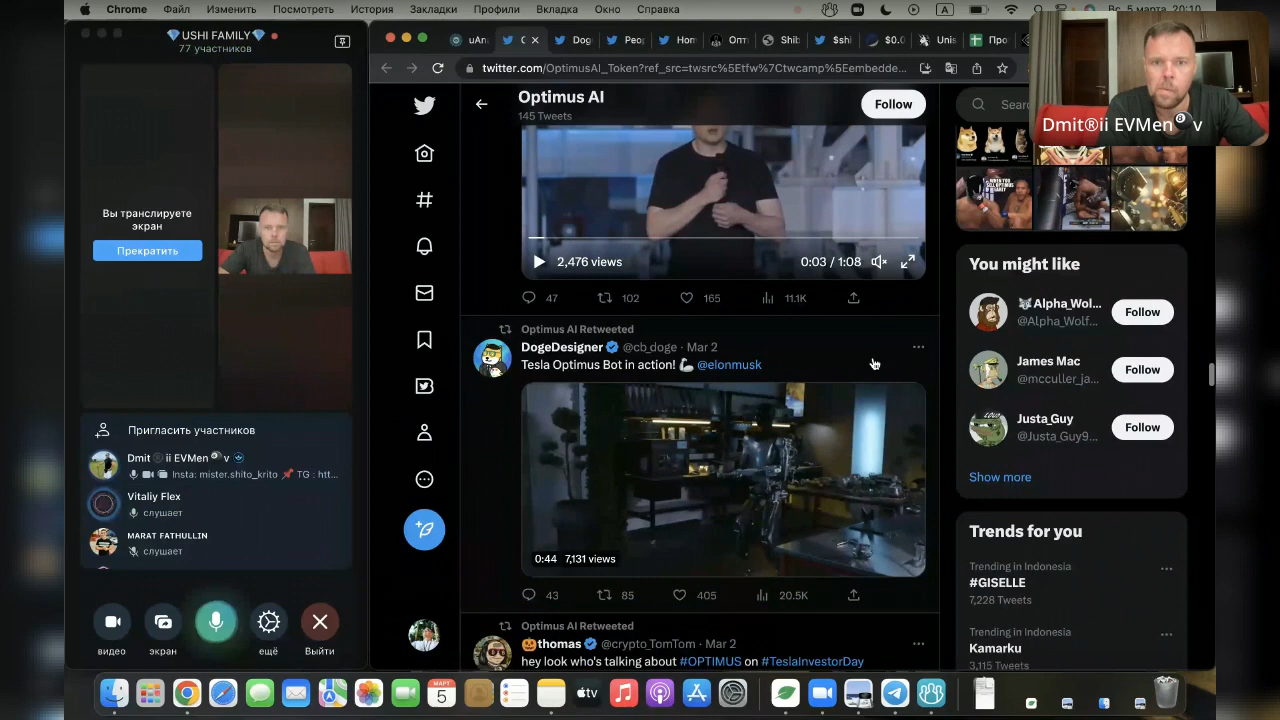 Chrome Файл Изменить Посмотреть История Закладки Профили Вкладка Окно Справка
A
Вс, 5 марта 20:10
USHI FAMILY
77 участников
Вы транслируете
экран
Прекратить
Пригласить участников
Dmit ii EVMen v
Insta: mister.shito_krito TG : htt...
Vitaliy Flex
слушает
MARAT FATHULLIN
слушает
видео экран ещё Выйти
uAn
Dog
Peop
Hom
Опти
Shib
$shi
$0.0
Unis
Про
twitter.com/OptimusAI_Token?ref_src=twsrc%5Etfw%7Ctwcamp%5Eembedde...
Optimus AI
145 Tweets
Follow
2,476 views
0:03 / 1:08
47 102 165 11.1K
Optimus AI Retweeted
DogeDesigner @cb_doge · Mar 2
Tesla Optimus Bot in action! @elonmusk
0:44 7,131 views
43 85 405 20.5K
Optimus AI Retweeted
thomas @crypto_TomTom · Mar 2
hey look who's talking about #OPTIMUS on #TeslaInvestorDay
Sear
Dmit®ii EVMen v
You might like
Alpha_Wol...
@Alpha_Wolf...
Follow
James Mac
@mcculler_ja...
Follow
Justa_Guy
@Justa_Guy9...
Follow
Show more
Trends for you
Trending in Indonesia
#GISELLE
7,228 Tweets
Trending in Indonesia
Kamarku
3,115 Tweets
МАРТ
5
tv